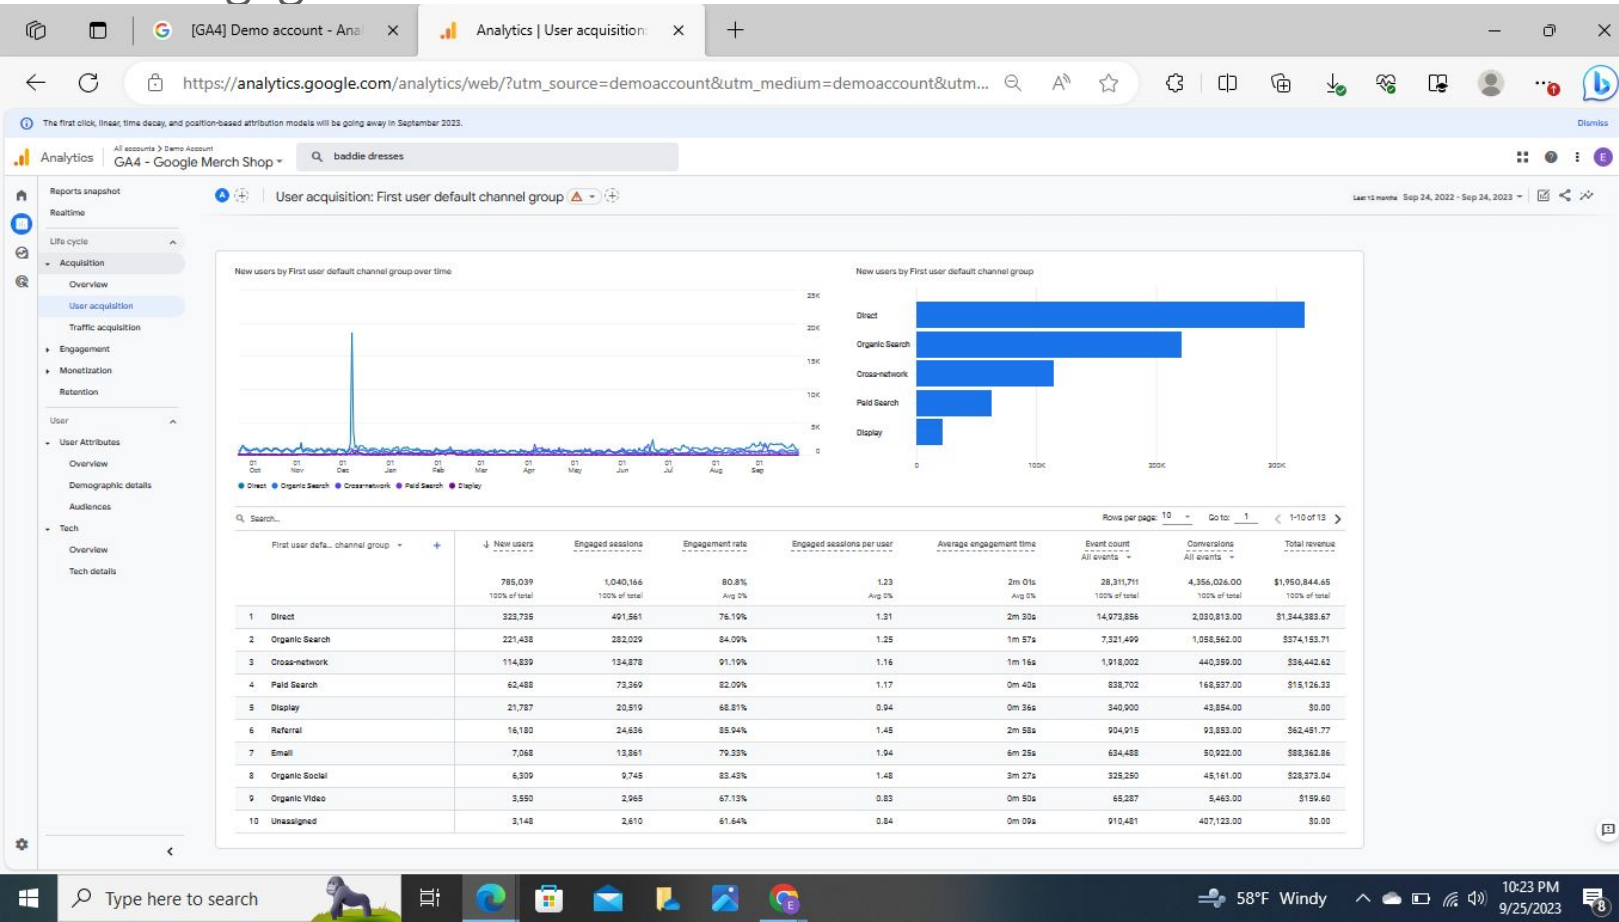 [GA4] Demo account - Ana
Analytics | User acquisition:
https://analytics.google.com/analytics/web/?utm_source=demoaccount&utm_medium=demoaccount&utm...
The first click, linear, time decay, and position-based attribution models will be going away in September 2023.
Dismiss
Analytics
All accounts > Demo Account
GA4 - Google Merch Shop
baddie dresses
E
Reports snapshot
Realtime
Life cycle
Acquisition
Overview
User acquisition
Traffic acquisition
Engagement
Monetization
Retention
User
User Attributes
Overview
Demographic details
Audiences
Tech
Overview
Tech details
A
User acquisition: First user default channel group
Last 12 months Sep 24, 2022 - Sep 24, 2023
New users by First user default channel group over time
25K
20K
15K
10K
5K
0
01 Oct
01 Nov
01 Dec
01 Jan
01 Feb
01 Mar
01 Apr
01 May
01 Jun
01 Jul
01 Aug
01 Sep
Direct Organic Search Cross-network Paid Search Display
New users by First user default channel group
Direct
Organic Search
Cross-network
Paid Search
Display
0 100K 200K 300K
Search...
Rows per page: 10 Go to: 1 1-10 of 13
First user defa... channel group + ↓ New users Engaged sessions Engagement rate Engaged sessions per user Average engagement time Event count Conversions Total revenue
All events All events
785,039 1,040,166 80.8% 1.23 2m 01s 28,311,711 4,356,026.00 $1,950,844.65
100% of total 100% of total Avg 0% Avg 0% Avg 0% 100% of total 100% of total 100% of total
1 Direct 323,735 491,561 76.19% 1.31 2m 30s 14,973,856 2,030,813.00 $1,344,383.67
2 Organic Search 221,438 282,029 84.09% 1.25 1m 57s 7,321,499 1,058,562.00 $374,153.71
3 Cross-network 114,839 134,878 91.19% 1.16 1m 16s 1,918,002 440,359.00 $36,442.62
4 Paid Search 62,488 73,369 82.09% 1.17 0m 40s 838,702 168,537.00 $15,126.33
5 Display 21,787 20,519 68.81% 0.94 0m 36s 340,900 43,854.00 $0.00
6 Referral 16,180 24,636 85.94% 1.45 2m 58s 904,915 93,853.00 $62,451.77
7 Email 7,068 13,861 79.33% 1.94 6m 25s 634,488 50,922.00 $88,362.86
8 Organic Social 6,309 9,745 83.43% 1.48 3m 27s 325,250 45,161.00 $28,373.04
9 Organic Video 3,550 2,965 67.13% 0.83 0m 50s 65,287 5,463.00 $159.60
10 Unassigned 3,148 2,610 61.64% 0.84 0m 09s 910,481 407,123.00 $0.00
Type here to search
58°F Windy
10:23 PM
9/25/2023
8